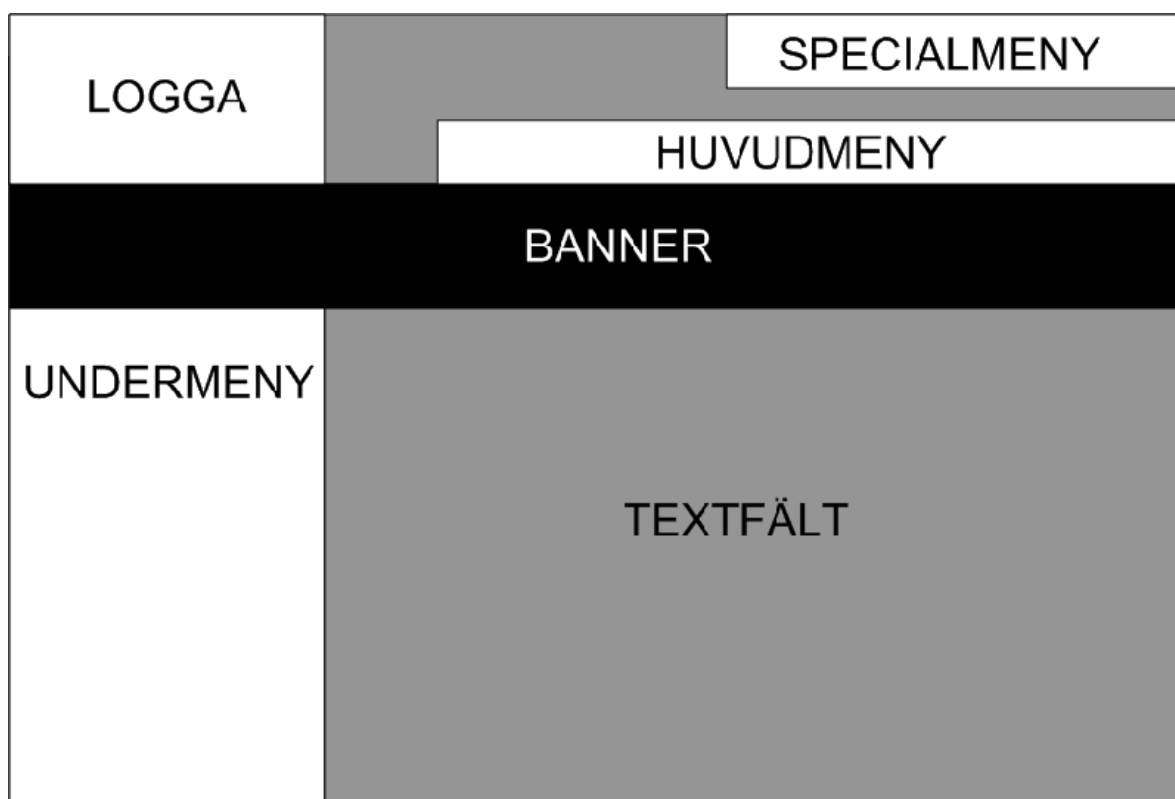 SPECIALMENY
LOGGA
HUVUDMENY
BANNER
UNDERMENY
TEXTFÄLT